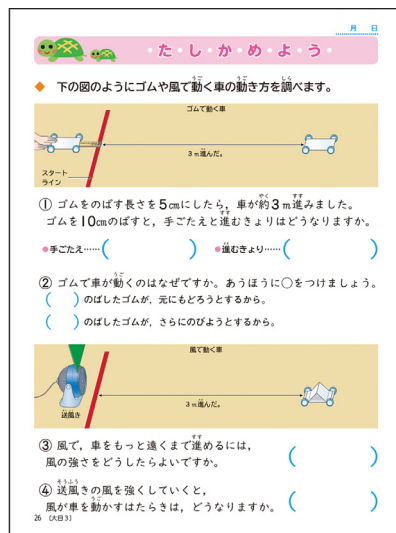 月 日
・た・し・か・め・よ・う・
◆ 下の図のようにゴムや風で動く車の動き方を調べます。
ゴムで動く車
3m進んだ。
スタート
ライン
① ゴムをのばす長さを5cmにしたら，車が約3m進みました。
ゴムを10cmのばすと，手ごたえと進むきょりはどうなりますか。
●手ごたえ……( ) ●進むきょり……( )
② ゴムで車が動くのはなぜですか。あうほうに○をつけましょう。
( ) のばしたゴムが，元にもどろうとするから。
( ) のばしたゴムが，さらにのびようとするから。
風で動く車
3m進んだ。
送風き
③ 風で，車をもっと遠くまで進めるには，
風の強さをどうしたらよいですか。 ( )
④ 送風きの風を強くしていくと，
風が車を動かすはたらきは，どうなりますか。 ( )
26 〔大日3〕